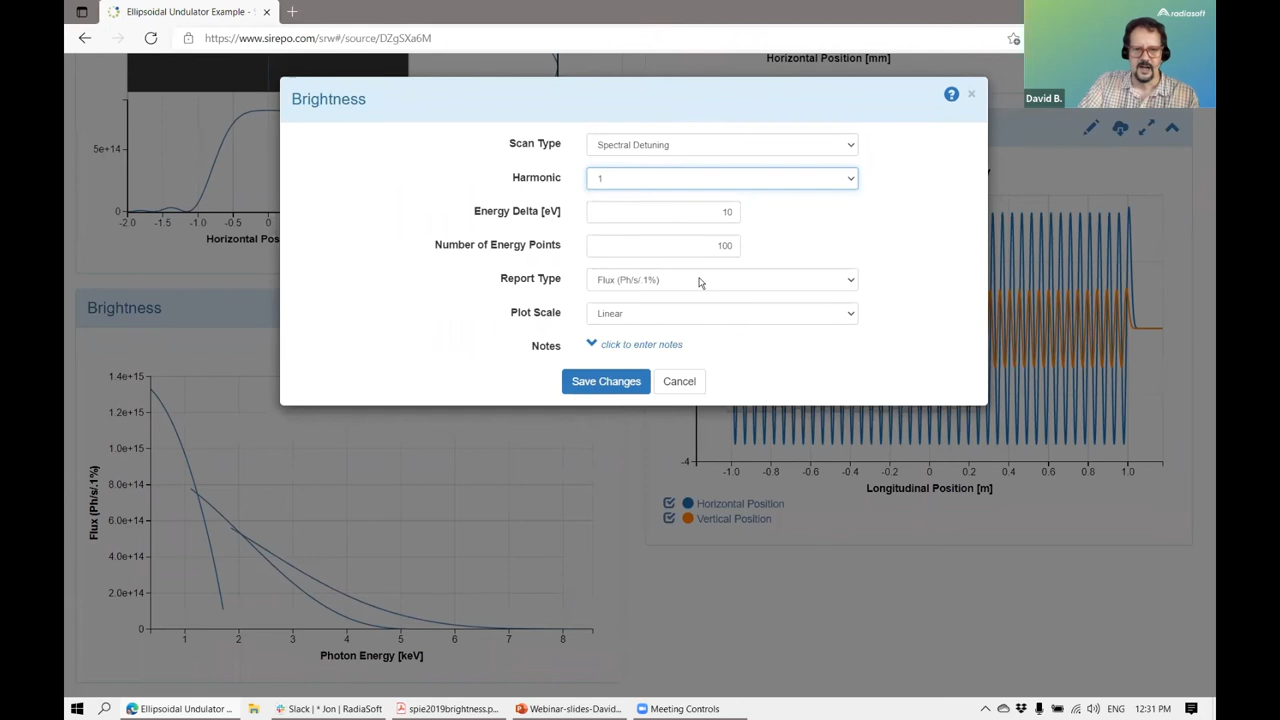 Ellipsoidal Undulator Example - S
https://www.sirepo.com/srw#/source/DZgSXa6M
radiasoft
David B.
Horizontal Position [mm]
5e+14
0
-2.0 -1.5 -1.0 -0.5 0
Horizontal Pos
Brightness
Scan Type
Spectral Detuning
Harmonic
1
Energy Delta [eV]
10
Number of Energy Points
100
Report Type
Flux (Ph/s/.1%)
Plot Scale
Linear
Notes
click to enter notes
Save Changes
Cancel
Brightness
1.4e+15
1.2e+15
1.0e+15
8.0e+14
6.0e+14
4.0e+14
2.0e+14
0
Flux (Ph/s/.1%)
1 2 3 4 5 6 7 8
Photon Energy [keV]
-4
-1.0 -0.8 -0.6 -0.4 -0.2 0 0.2 0.4 0.6 0.8 1.0
Longitudinal Position [m]
Horizontal Position
Vertical Position
Ellipsoidal Undulator ...
Slack | * Jon | RadiaSoft
spie2019brightness.p...
Webinar-slides-David...
Meeting Controls
ENG
12:31 PM